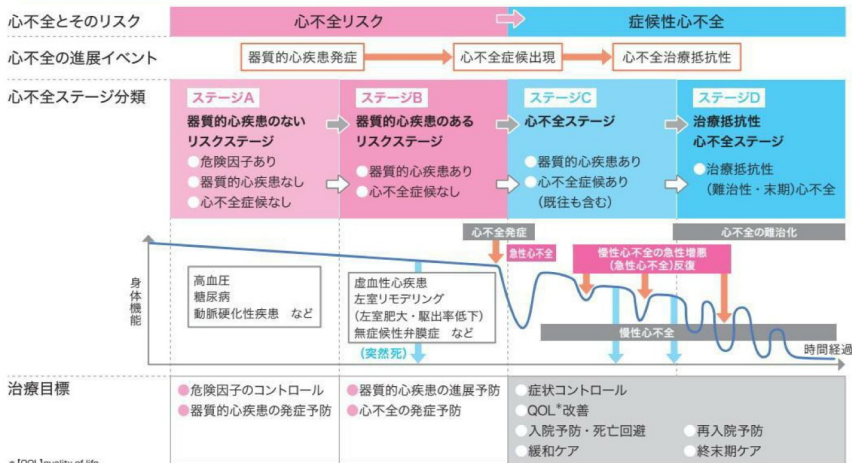 心不全とそのリスク
心不全リスク
症候性心不全
心不全の進展イベント
器質的心疾患発症
心不全症候出現
心不全治療抵抗性
心不全ステージ分類
ステージA
器質的心疾患のない
リスクステージ
危険因子あり
器質的心疾患なし
心不全症候なし
ステージB
器質的心疾患のある
リスクステージ
器質的心疾患あり
心不全症候なし
ステージC
心不全ステージ
器質的心疾患あり
心不全症候あり
(既往も含む)
ステージD
治療抵抗性
心不全ステージ
治療抵抗性
(難治性・末期)心不全
身体機能
高血圧
糖尿病
動脈硬化性疾患 など
虚血性心疾患
左室リモデリング
(左室肥大・駆出率低下)
無症候性弁膜症 など
(突然死)
心不全発症
急性心不全
慢性心不全の急性増悪
(急性心不全)反復
心不全の難治化
慢性心不全
時間経過
治療目標
●危険因子のコントロール
●器質的心疾患の発症予防
●器質的心疾患の進展予防
●心不全の発症予防
症状コントロール
QOL*改善
入院予防・死亡回避
緩和ケア
再入院予防
終末期ケア
*【QOL】quality of life